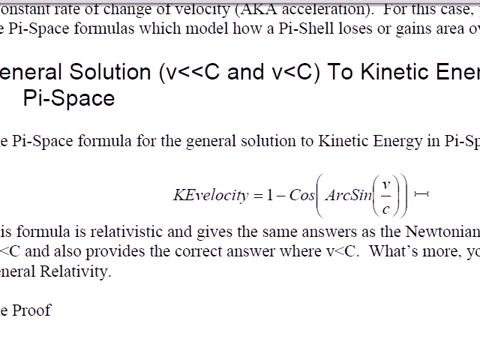 onstant rate of change of velocity (AKA acceleration). For this case,
e Pi-Space formulas which model how a Pi-Shell loses or gains area
eneral Solution (v<<C and v<C) To Kinetic Ener
Pi-Space
e Pi-Space formula for the general solution to Kinetic Energy in Pi-Sp
KEvelocity = 1 − Cos(ArcSin(v/c))
is formula is relativistic and gives the same answers as the Newtonian
<C and also provides the correct answer where v<C. What's more, yo
eneral Relativity.
e Proof